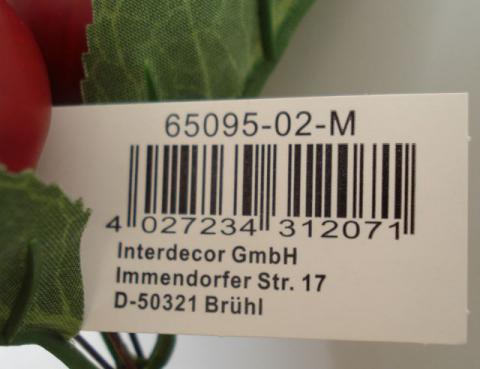 65095-02-M
4 027234 312071
Interdecor GmbH
Immendorfer Str. 17
D-50321 Brühl